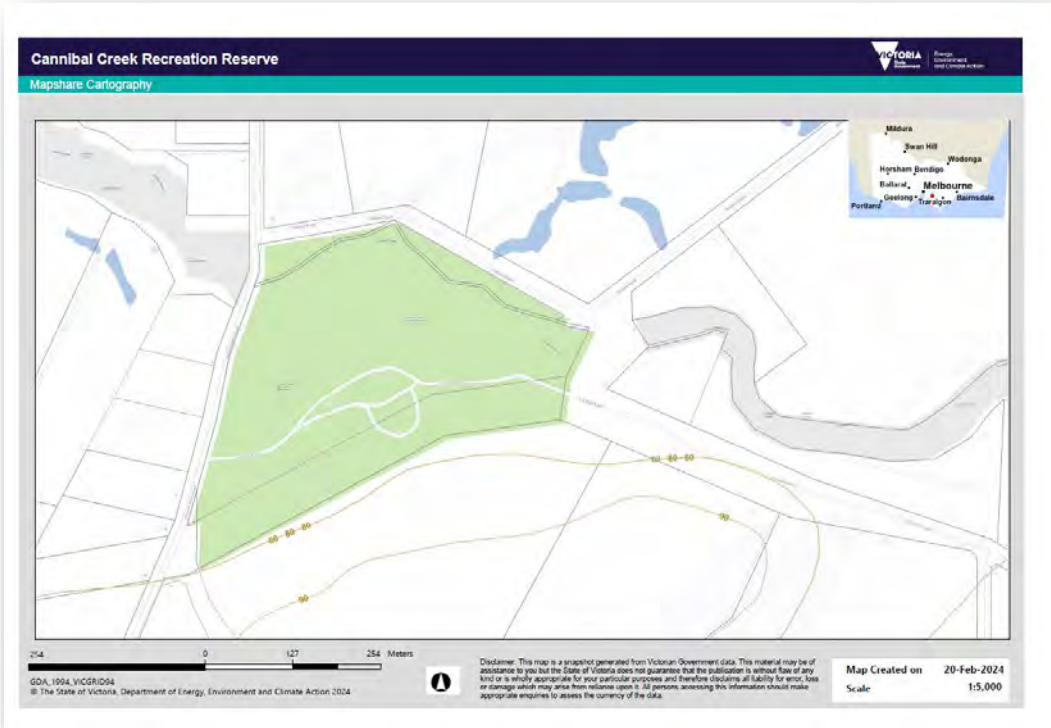 Cannibal Creek Recreation Reserve
VICTORIA
State
Government
Energy,
Environment
and Climate Action
Mapshare Cartography
Mildura
Swan Hill
Wodonga
Horsham Bendigo
Ballarat
Melbourne
Geelong
Traralgon
Bairnsdale
Portland
80 80 80
80 80 80
90
90
254 0 127 254 Meters
GDA_1994_VICGRID94
© The State of Victoria, Department of Energy, Environment and Climate Action 2024
Disclaimer: This map is a snapshot generated from Victorian Government data. This material may be of
assistance to you but the State of Victoria does not guarantee that the publication is without flaw of any
kind or is wholly appropriate for your particular purposes and therefore disclaims all liability for error, loss
or damage which may arise from reliance upon it. All persons accessing this information should make
appropriate enquiries to assess the currency of the data.
Map Created on 20-Feb-2024
Scale 1:5,000